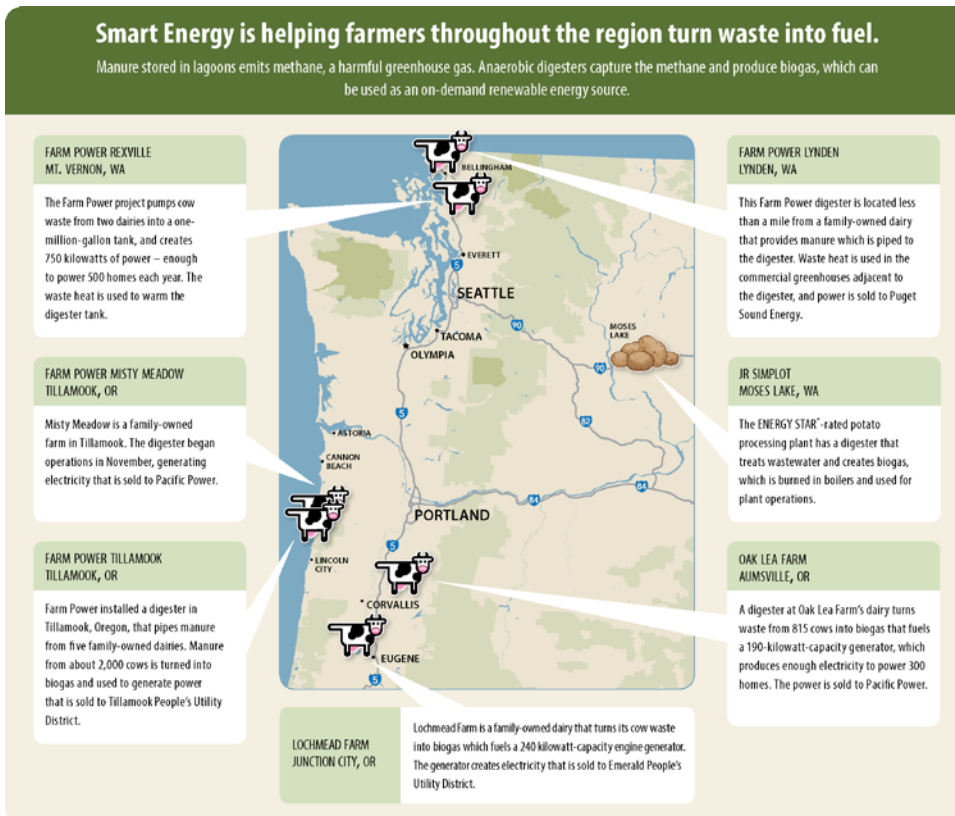 Smart Energy is helping farmers throughout the region turn waste into fuel.
Manure stored in lagoons emits methane, a harmful greenhouse gas. Anaerobic digesters capture the methane and produce biogas, which can
be used as an on-demand renewable energy source.
FARM POWER REXVILLE
MT. VERNON, WA
The Farm Power project pumps cow
waste from two dairies into a one-
million-gallon tank, and creates
750 kilowatts of power – enough
to power 500 homes each year. The
waste heat is used to warm the
digester tank.
FARM POWER MISTY MEADOW
TILLAMOOK, OR
Misty Meadow is a family-owned
farm in Tillamook. The digester began
operations in November, generating
electricity that is sold to Pacific Power.
FARM POWER TILLAMOOK
TILLAMOOK, OR
Farm Power installed a digester in
Tillamook, Oregon, that pipes manure
from five family-owned dairies. Manure
from about 2,000 cows is turned into
biogas and used to generate power
that is sold to Tillamook People's Utility
District.
BELLINGHAM
EVERETT
5
SEATTLE
90
TACOMA
OLYMPIA
MOSES
LAKE
90
5
82
ASTORIA
CANNON
BEACH
84
84
PORTLAND
5
LINCOLN
CITY
CORVALLIS
EUGENE
5
FARM POWER LYNDEN
LYNDEN, WA
This Farm Power digester is located less
than a mile from a family-owned dairy
that provides manure which is piped to
the digester. Waste heat is used in the
commercial greenhouses adjacent to
the digester, and power is sold to Puget
Sound Energy.
JR SIMPLOT
MOSES LAKE, WA
The ENERGY STAR®-rated potato
processing plant has a digester that
treats wastewater and creates biogas,
which is burned in boilers and used for
plant operations.
OAK LEA FARM
AUMSVILLE, OR
A digester at Oak Lea Farm's dairy turns
waste from 815 cows into biogas that fuels
a 190-kilowatt-capacity generator, which
produces enough electricity to power 300
homes. The power is sold to Pacific Power.
LOCHMEAD FARM
JUNCTION CITY, OR
Lochmead Farm is a family-owned dairy that turns its cow waste
into biogas which fuels a 240 kilowatt-capacity engine generator.
The generator creates electricity that is sold to Emerald People's
Utility District.